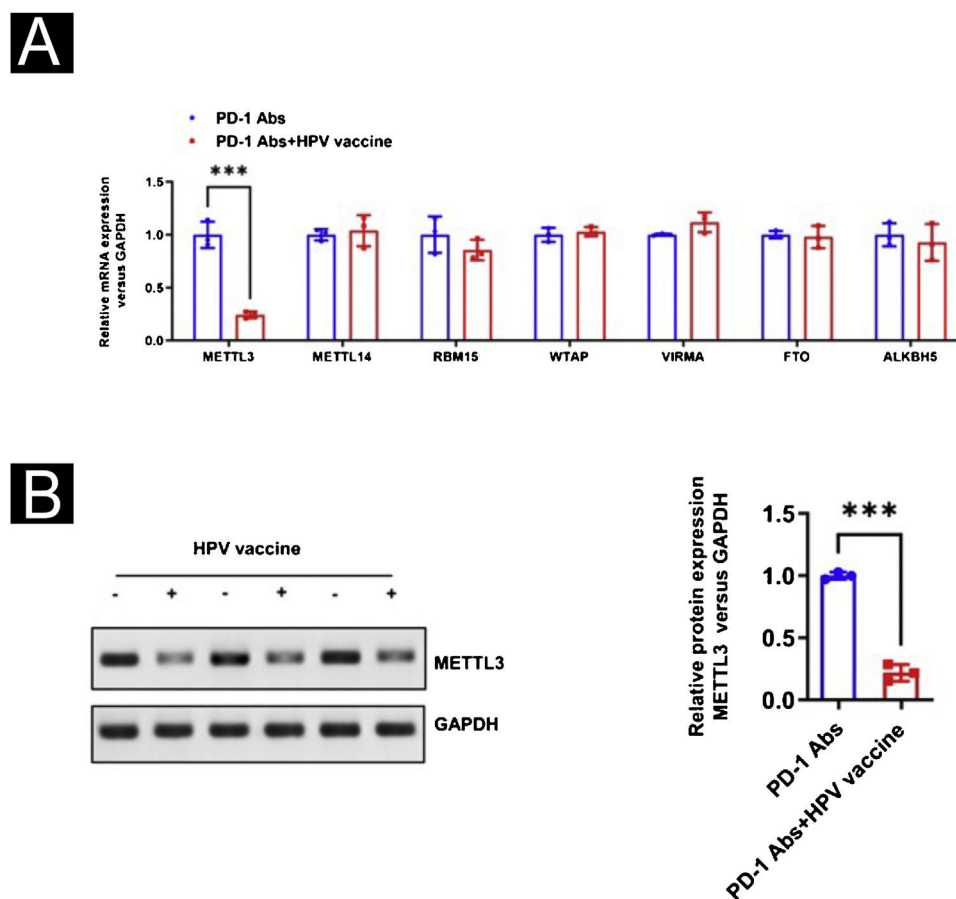 A
PD-1 Abs
PD-1 Abs+HPV vaccine
***
Relative mRNA expression
versus GAPDH
1.5
1.0
0.5
0.0
METTL3 METTL14 RBM15 WTAP VIRMA FTO ALKBH5
B
HPV vaccine
- + - + - +
METTL3
GAPDH
Relative protein expression
METTL3 versus GAPDH
1.5
1.0
0.5
0.0
***
PD-1 Abs
PD-1 Abs+HPV vaccine